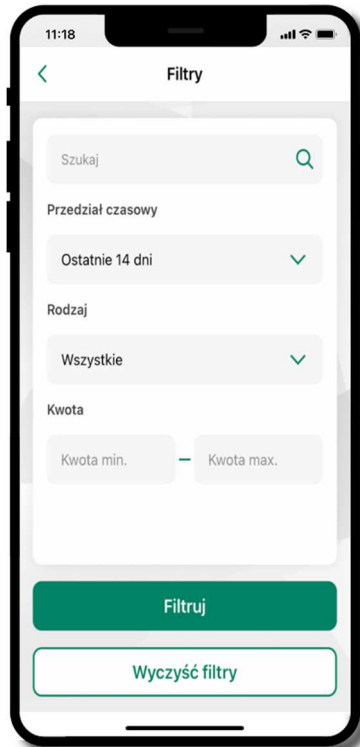 11:18
Filtry
Szukaj
Przedział czasowy
Ostatnie 14 dni
Rodzaj
Wszystkie
Kwota
Kwota min. – Kwota max.
Filtruj
Wyczyść filtry